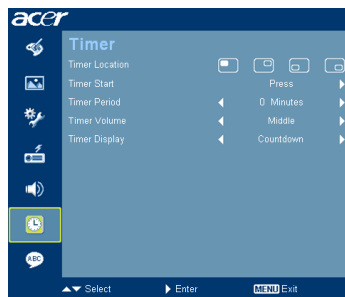 acer
Timer
Timer Location
Timer Start Press
Timer Period 0 Minutes
Timer Volume Middle
Timer Display Countdown
ABC
Select Enter MENU Exit